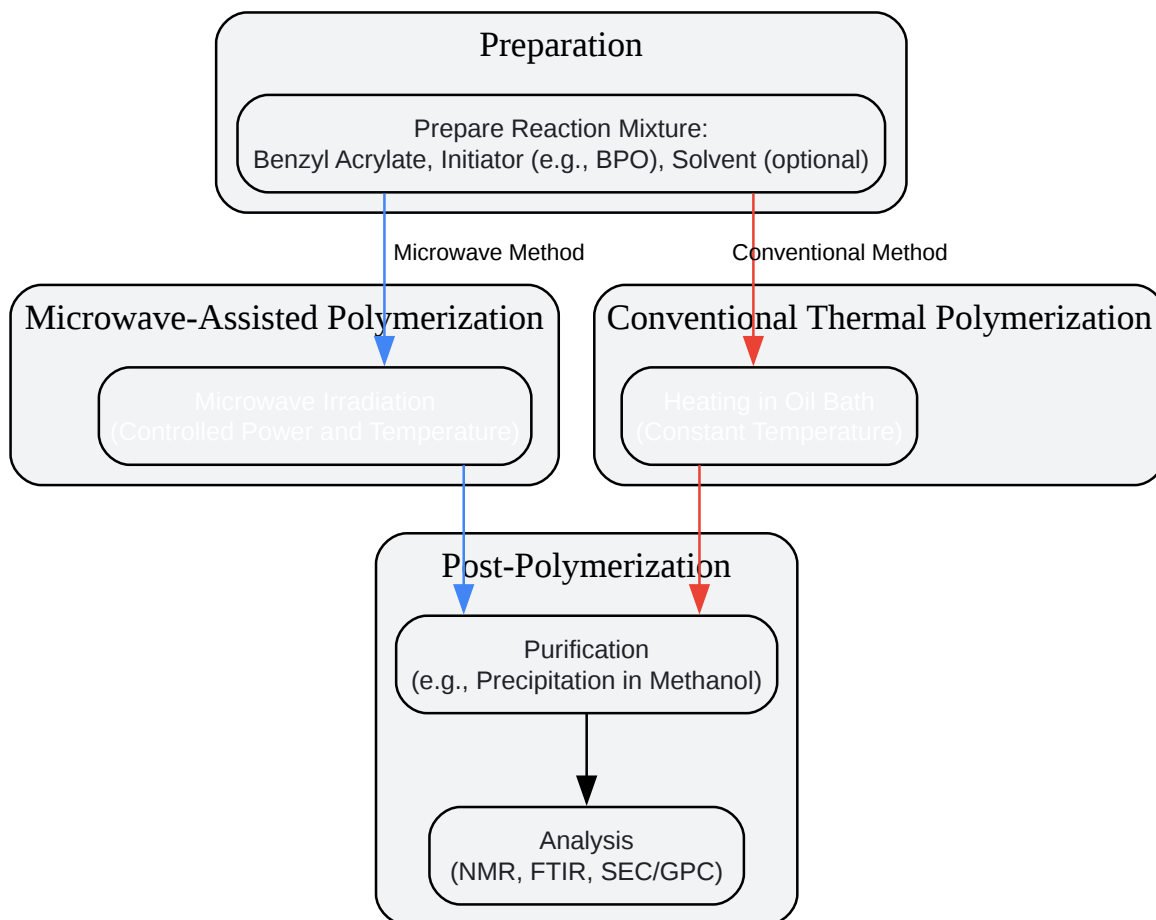 Preparation
Prepare Reaction Mixture:
Benzyl Acrylate, Initiator (e.g., BPO), Solvent (optional)
Microwave Method
Conventional Method
Microwave-Assisted Polymerization
Conventional Thermal Polymerization
Microwave Irradiation
(Controlled Power and Temperature)
Heating in Oil Bath
(Constant Temperature)
Post-Polymerization
Purification
(e.g., Precipitation in Methanol)
Analysis
(NMR, FTIR, SEC/GPC)